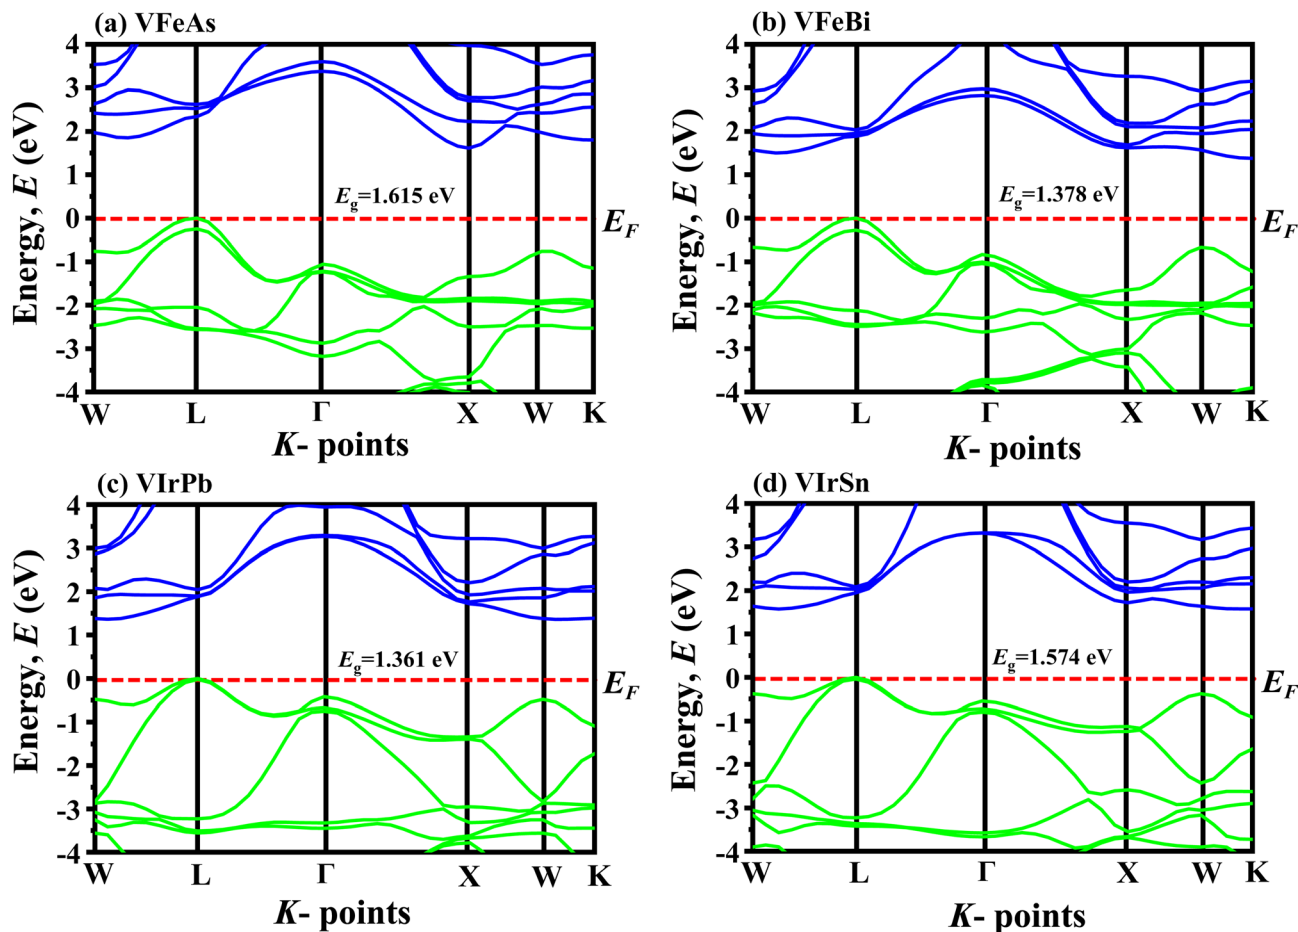 (a) VFeAs
4
3
2
1
0
-1
-2
-3
-4
Energy, E (eV)
Eg=1.615 eV
EF
W L Γ X W K
K- points
(b) VFeBi
4
3
2
1
0
-1
-2
-3
-4
Energy, E (eV)
Eg=1.378 eV
EF
W L Γ X W K
K- points
(c) VIrPb
4
3
2
1
0
-1
-2
-3
-4
Energy, E (eV)
Eg=1.361 eV
EF
W L Γ X W K
K- points
(d) VIrSn
4
3
2
1
0
-1
-2
-3
-4
Energy, E (eV)
Eg=1.574 eV
EF
W L Γ X W K
K- points